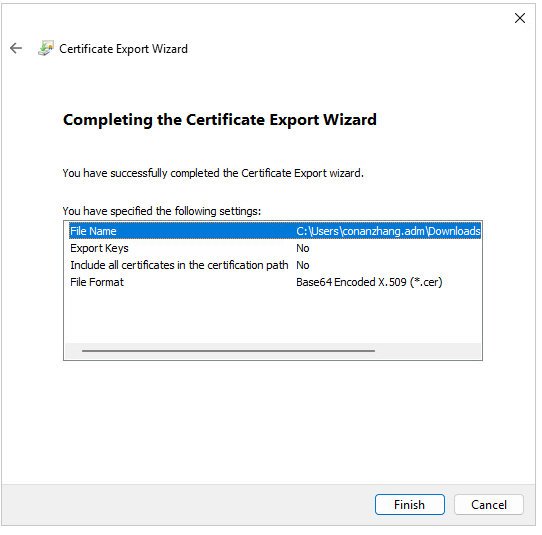 Certificate Export Wizard
Completing the Certificate Export Wizard
You have successfully completed the Certificate Export wizard.
You have specified the following settings:
File Name C:\Users\conanzhang.adm\Downloads
Export Keys No
Include all certificates in the certification path No
File Format Base64 Encoded X.509 (*.cer)
Finish Cancel